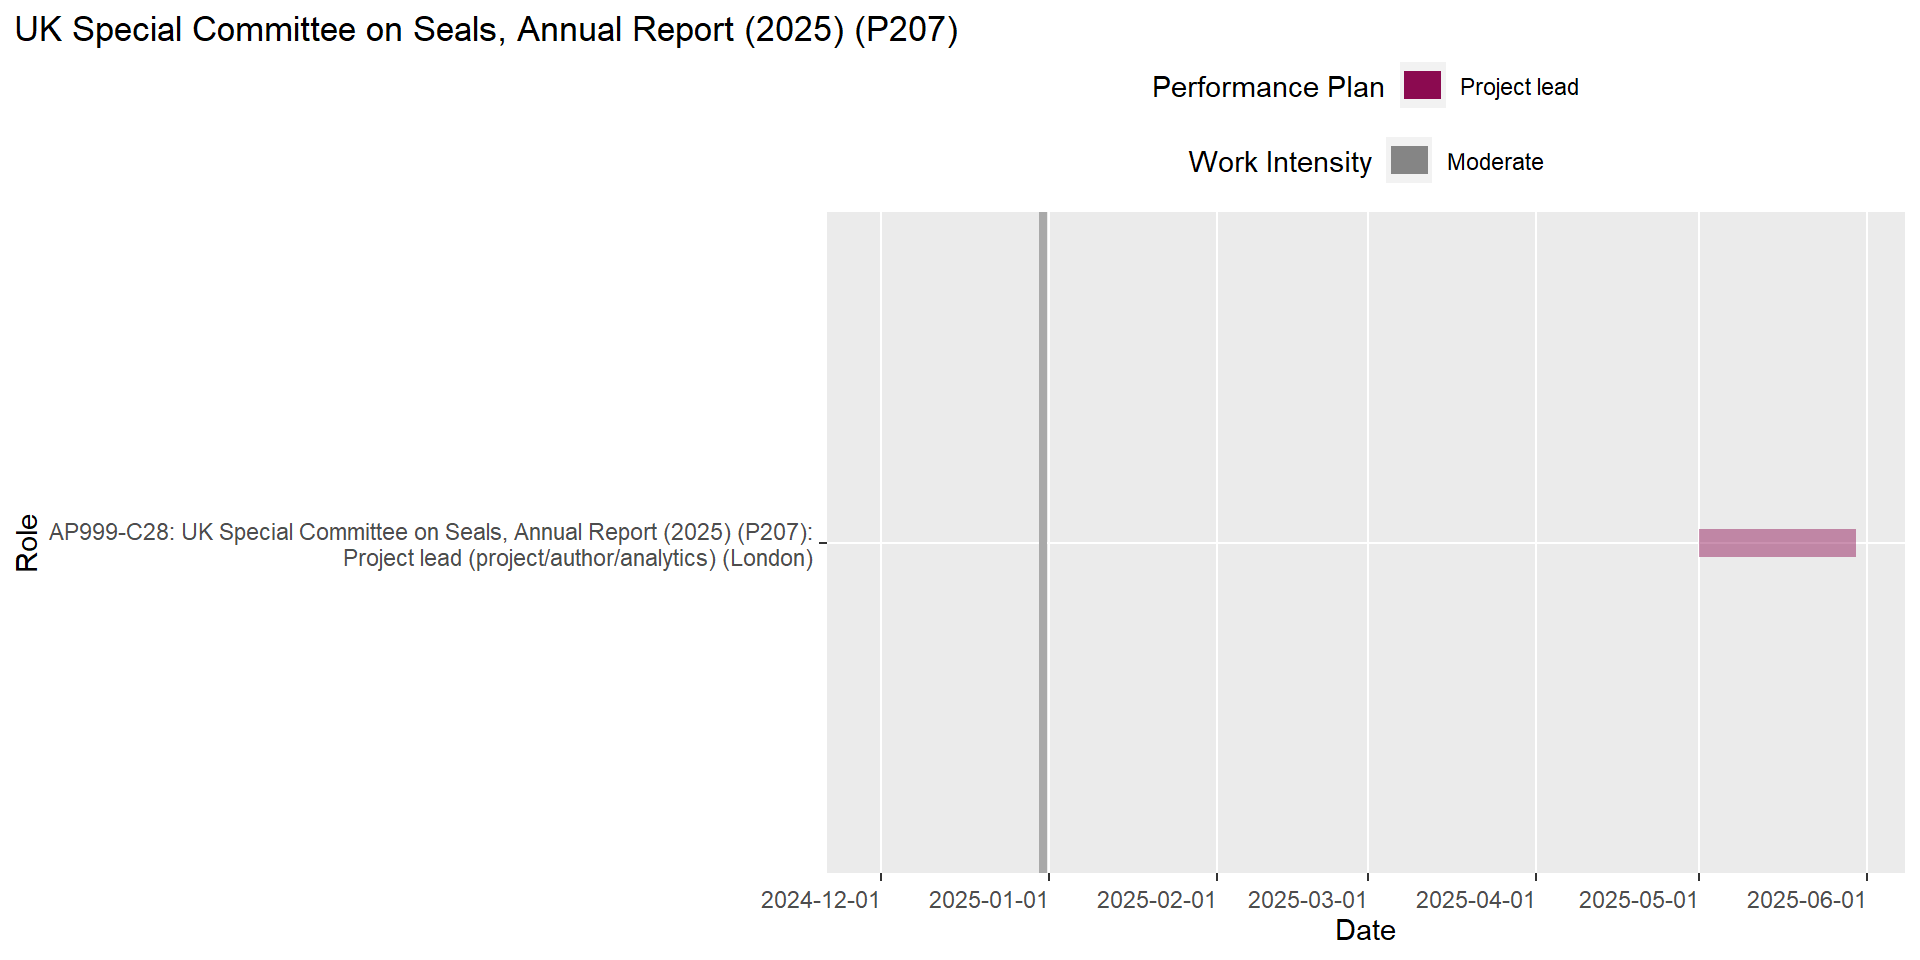 UK Special Committee on Seals, Annual Report (2025) (P207)
Performance Plan Project lead
Work Intensity Moderate
Role
AP999-C28: UK Special Committee on Seals, Annual Report (2025) (P207):
Project lead (project/author/analytics) (London)
2024-12-01 2025-01-01 2025-02-01 2025-03-01 2025-04-01 2025-05-01 2025-06-01
Date